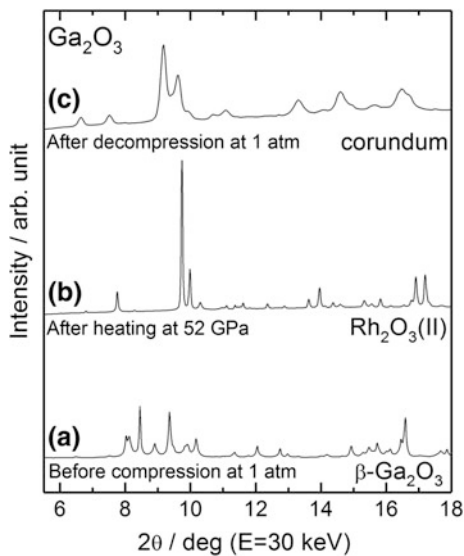 Ga₂O₃
(c)
After decompression at 1 atm
corundum
(b)
After heating at 52 GPa
Rh₂O₃(II)
(a)
Before compression at 1 atm
β-Ga₂O₃
Intensity / arb. unit
6 8 10 12 14 16 18
2θ / deg (E=30 keV)